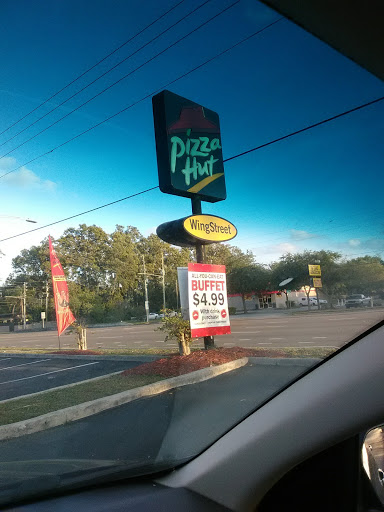 Pizza
Hut
WingStreet
ALL-YOU-CAN-EAT
BUFFET
$4.99
With drink
purchase